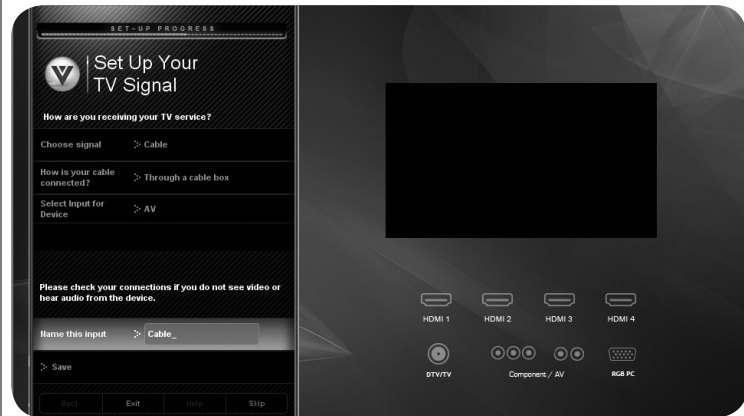 SET-UP PROGRESS
Set Up Your
TV Signal
How are you receiving your TV service?
Choose signal :· Cable
How is your cable
connected? :· Through a cable box
Select Input for
Device :· AV
Please check your connections if you do not see video or
hear audio from the device.
Name this input :· Cable_
:· Save
Back Exit Help Skip
HDMI 1 HDMI 2 HDMI 3 HDMI 4
DTV/TV Component / AV RGB PC